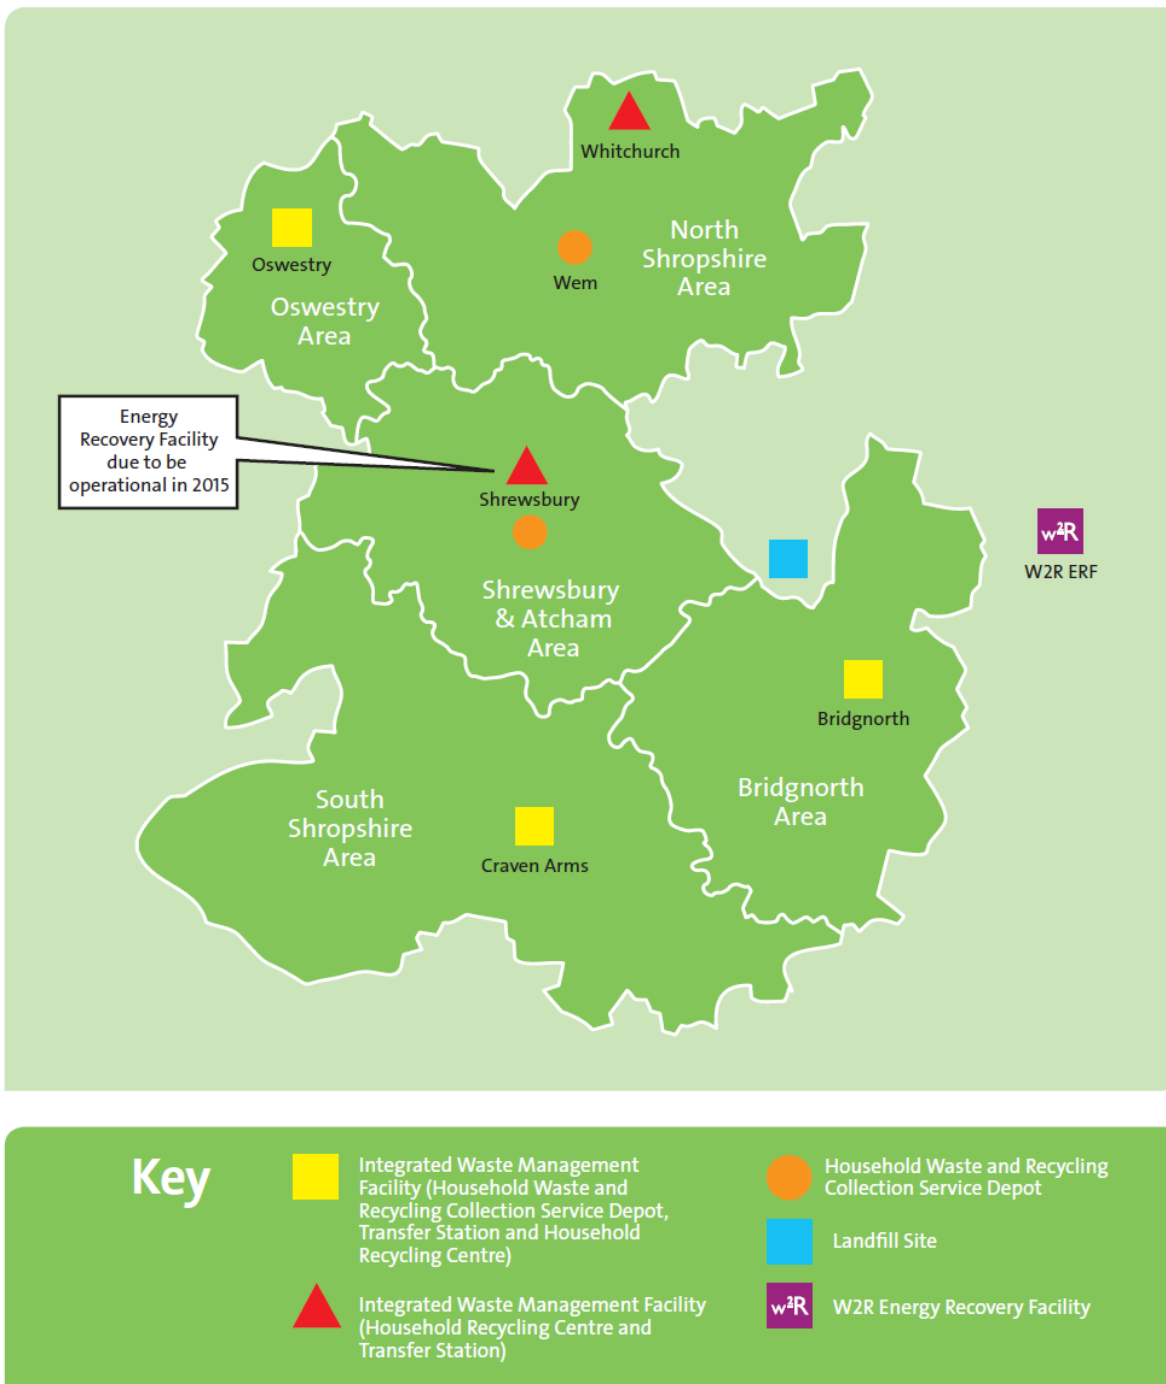 Whitchurch
North
Shropshire
Area
Oswestry
Wem
Oswestry
Area
Energy
Recovery Facility
due to be
operational in 2015
Shrewsbury
Shrewsbury
& Atcham
Area
w²R
W2R ERF
Bridgnorth
Bridgnorth
Area
South
Shropshire
Area
Craven Arms
Key
Integrated Waste Management
Facility (Household Waste and
Recycling Collection Service Depot,
Transfer Station and Household
Recycling Centre)
Integrated Waste Management Facility
(Household Recycling Centre and
Transfer Station)
Household Waste and Recycling
Collection Service Depot
Landfill Site
w²R
W2R Energy Recovery Facility